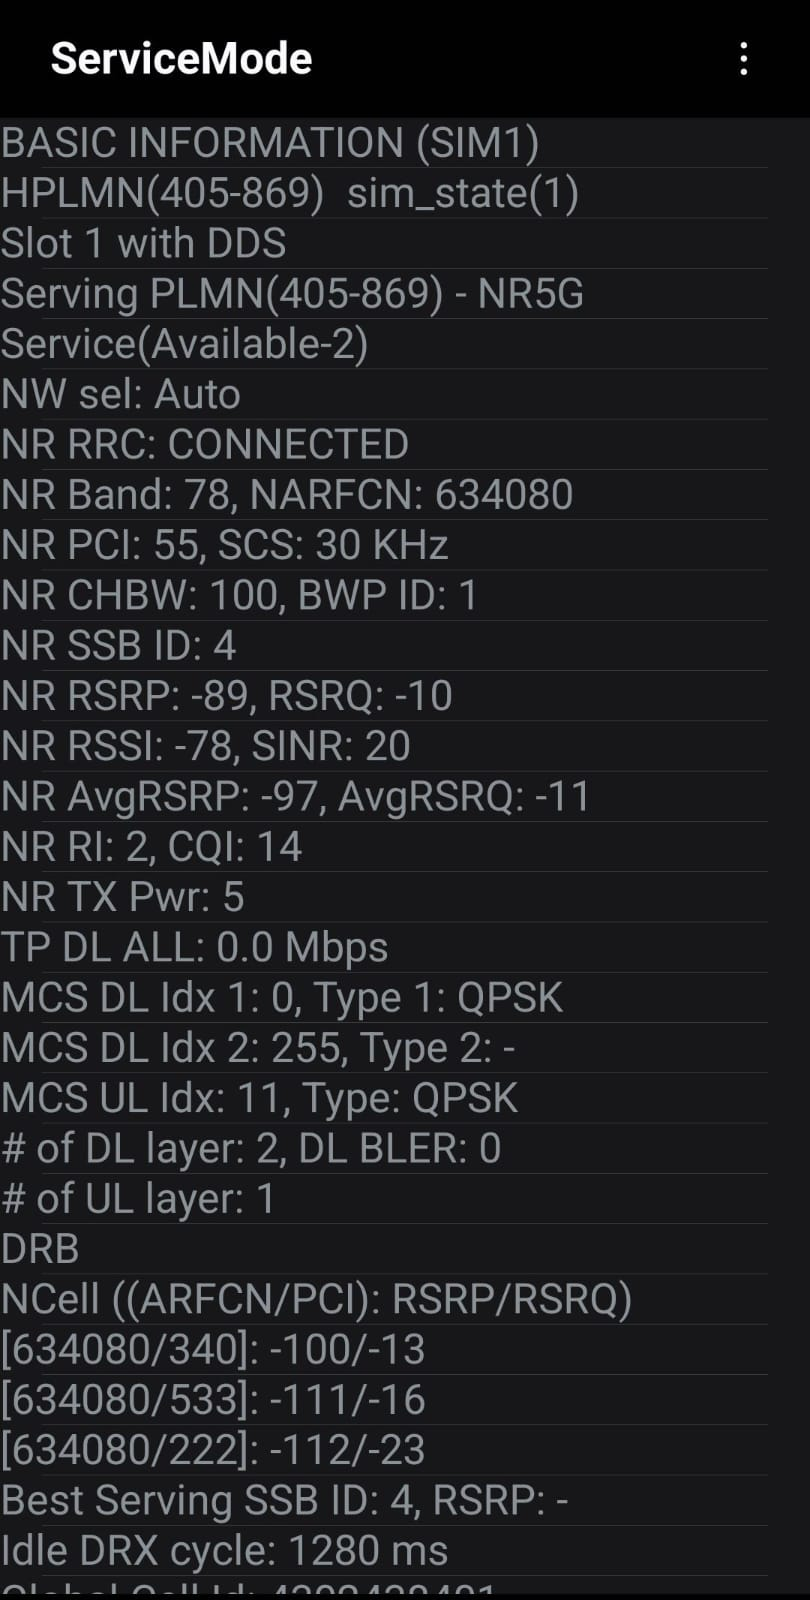 ServiceMode
BASIC INFORMATION (SIM1)
HPLMN(405-869)  sim_state(1)
Slot 1 with DDS
Serving PLMN(405-869) - NR5G
Service(Available-2)
NW sel: Auto
NR RRC: CONNECTED
NR Band: 78, NARFCN: 634080
NR PCI: 55, SCS: 30 KHz
NR CHBW: 100, BWP ID: 1
NR SSB ID: 4
NR RSRP: -89, RSRQ: -10
NR RSSI: -78, SINR: 20
NR AvgRSRP: -97, AvgRSRQ: -11
NR RI: 2, CQI: 14
NR TX Pwr: 5
TP DL ALL: 0.0 Mbps
MCS DL Idx 1: 0, Type 1: QPSK
MCS DL Idx 2: 255, Type 2: -
MCS UL Idx: 11, Type: QPSK
# of DL layer: 2, DL BLER: 0
# of UL layer: 1
DRB
NCell ((ARFCN/PCI): RSRP/RSRQ)
[634080/340]: -100/-13
[634080/533]: -111/-16
[634080/222]: -112/-23
Best Serving SSB ID: 4, RSRP: -
Idle DRX cycle: 1280 ms
Global Cell Id: